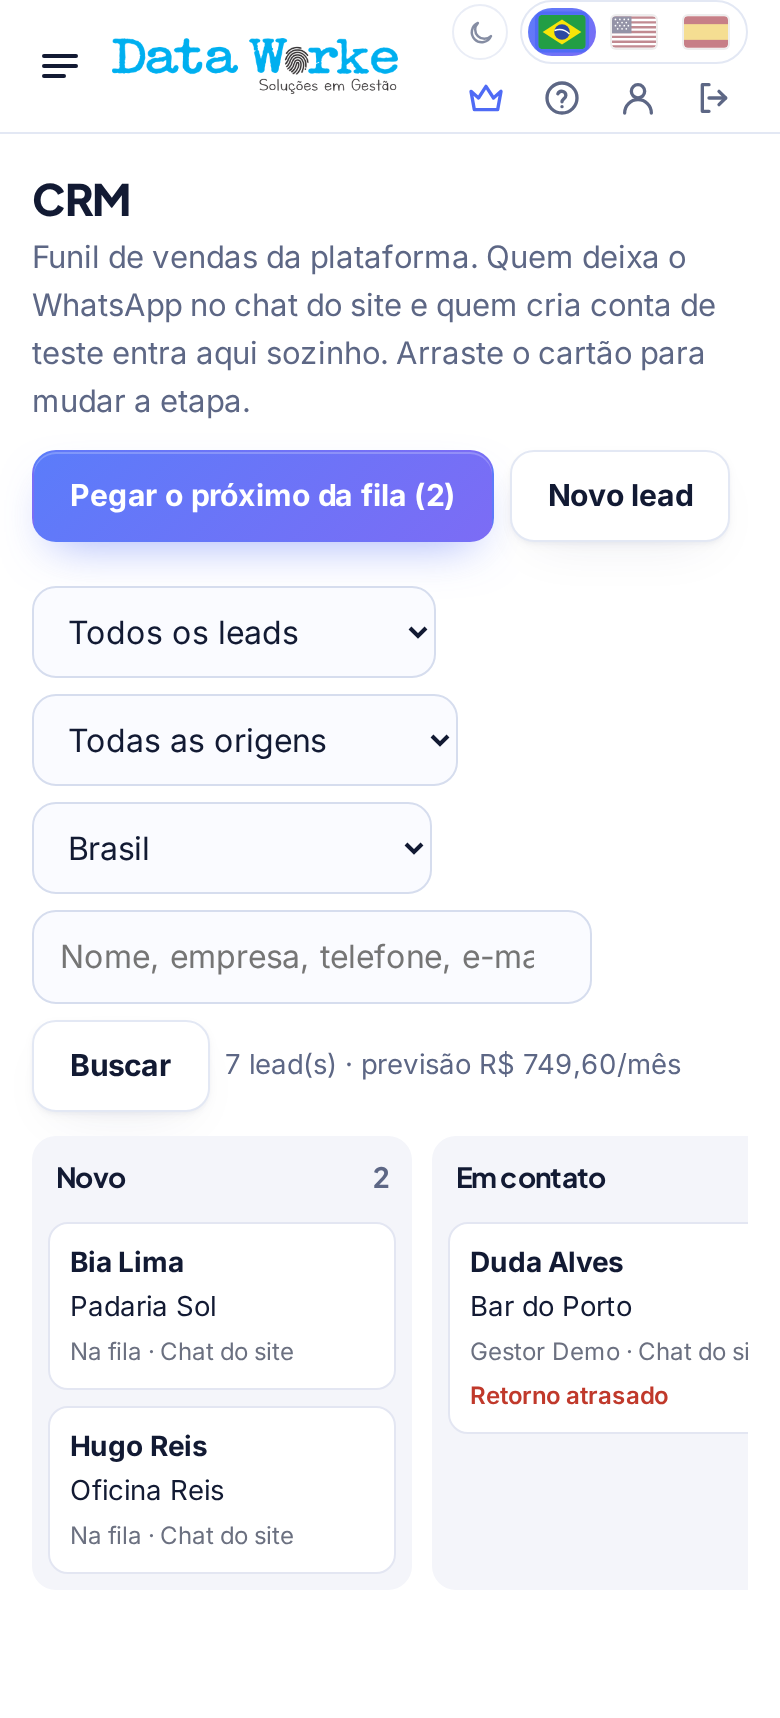 Data Worke
Soluções em Gestão
CRM
Funil de vendas da plataforma. Quem deixa o
WhatsApp no chat do site e quem cria conta de
teste entra aqui sozinho. Arraste o cartão para
mudar a etapa.
Pegar o próximo da fila (2)
Novo lead
Todos os leads
Todas as origens
Brasil
Nome, empresa, telefone, e-ma
Buscar
7 lead(s) · previsão R$ 749,60/mês
Novo 2
Bia Lima
Padaria Sol
Na fila · Chat do site
Hugo Reis
Oficina Reis
Na fila · Chat do site
Em contato
Duda Alves
Bar do Porto
Gestor Demo · Chat do si
Retorno atrasado